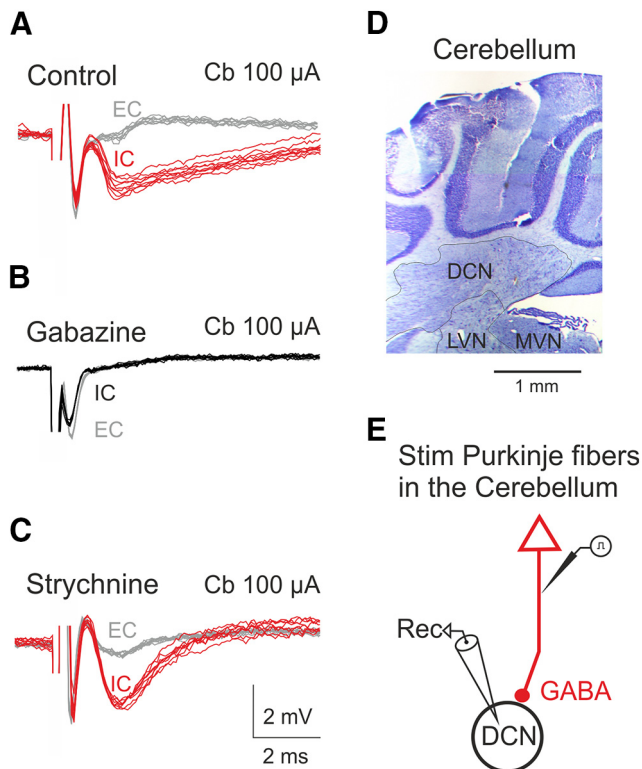 A
Control
Cb 100 µA
EC
IC
B
Gabazine
Cb 100 µA
IC
EC
C
Strychnine
Cb 100 µA
EC
IC
2 mV
2 ms
D
Cerebellum
DCN
LVN
MVN
1 mm
E
Stim Purkinje fibers
in the Cerebellum
Rec
GABA
DCN